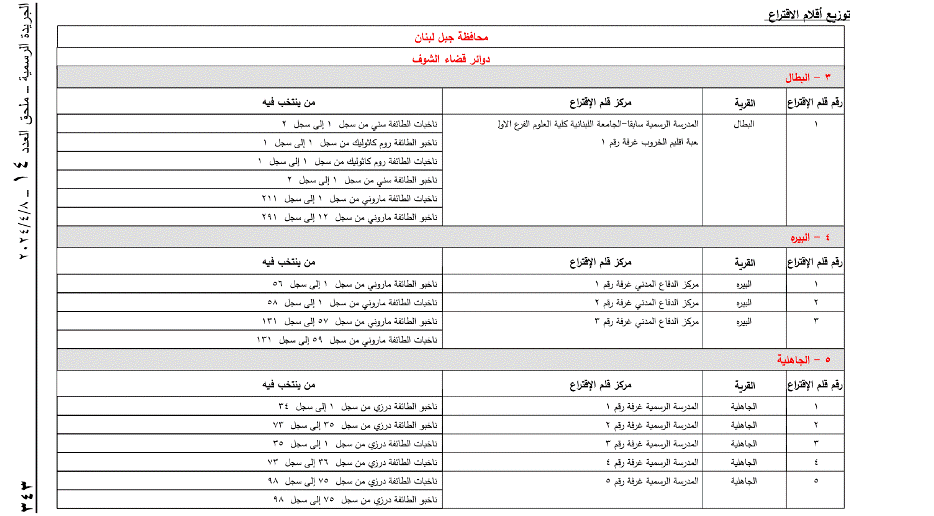 توزيع أقلام الاقتراع
محافظة جبل لبنان
دوائر قضاء الشوف
٣ - البطال
رقم قلم الإقتراع القرية مركز قلم الإقتراع من ينتخب فيه
١ البطال المدرسة الرسمية سابقا-الجامعة اللبنانية كلية العلوم الفرع الاول ناخبات الطائفة سني من سجل ١ إلى سجل ٢
عبة اقليم الخروب غرفة رقم ١ ناخبو الطائفة روم كاثوليك من سجل ١ إلى سجل ١
ناخبات الطائفة روم كاثوليك من سجل ١ إلى سجل ١
ناخبو الطائفة سني من سجل ١ إلى سجل ٢
ناخبات الطائفة ماروني من سجل ١ إلى سجل ٢١١
ناخبو الطائفة ماروني من سجل ١٢ إلى سجل ٢٩١
٤ - البيره
رقم قلم الإقتراع القرية مركز قلم الإقتراع من ينتخب فيه
١ البيره مركز الدفاع المدني غرفة رقم ١ ناخبو الطائفة ماروني من سجل ١ إلى سجل ٥٦
٢ البيره مركز الدفاع المدني غرفة رقم ٢ ناخبات الطائفة ماروني من سجل ١ إلى سجل ٥٨
٣ البيره مركز الدفاع المدني غرفة رقم ٣ ناخبو الطائفة ماروني من سجل ٥٧ إلى سجل ١٣١
ناخبات الطائفة ماروني من سجل ٥٩ إلى سجل ١٣١
٥ - الجاهلية
رقم قلم الإقتراع القرية مركز قلم الإقتراع من ينتخب فيه
١ الجاهلية المدرسة الرسمية غرفة رقم ١ ناخبو الطائفة درزي من سجل ١ إلى سجل ٣٤
٢ الجاهلية المدرسة الرسمية غرفة رقم ٢ ناخبو الطائفة درزي من سجل ٣٥ إلى سجل ٧٣
٣ الجاهلية المدرسة الرسمية غرفة رقم ٣ ناخبات الطائفة درزي من سجل ١ إلى سجل ٣٥
٤ الجاهلية المدرسة الرسمية غرفة رقم ٤ ناخبات الطائفة درزي من سجل ٣٦ إلى سجل ٧٣
٥ الجاهلية المدرسة الرسمية غرفة رقم ٥ ناخبات الطائفة درزي من سجل ٧٥ إلى سجل ٩٨
ناخبو الطائفة درزي من سجل ٧٥ إلى سجل ٩٨
الجريدة الرسمية – ملحق العدد ١٤ – ٢٠٢٤/٤/٨
٣٤٣